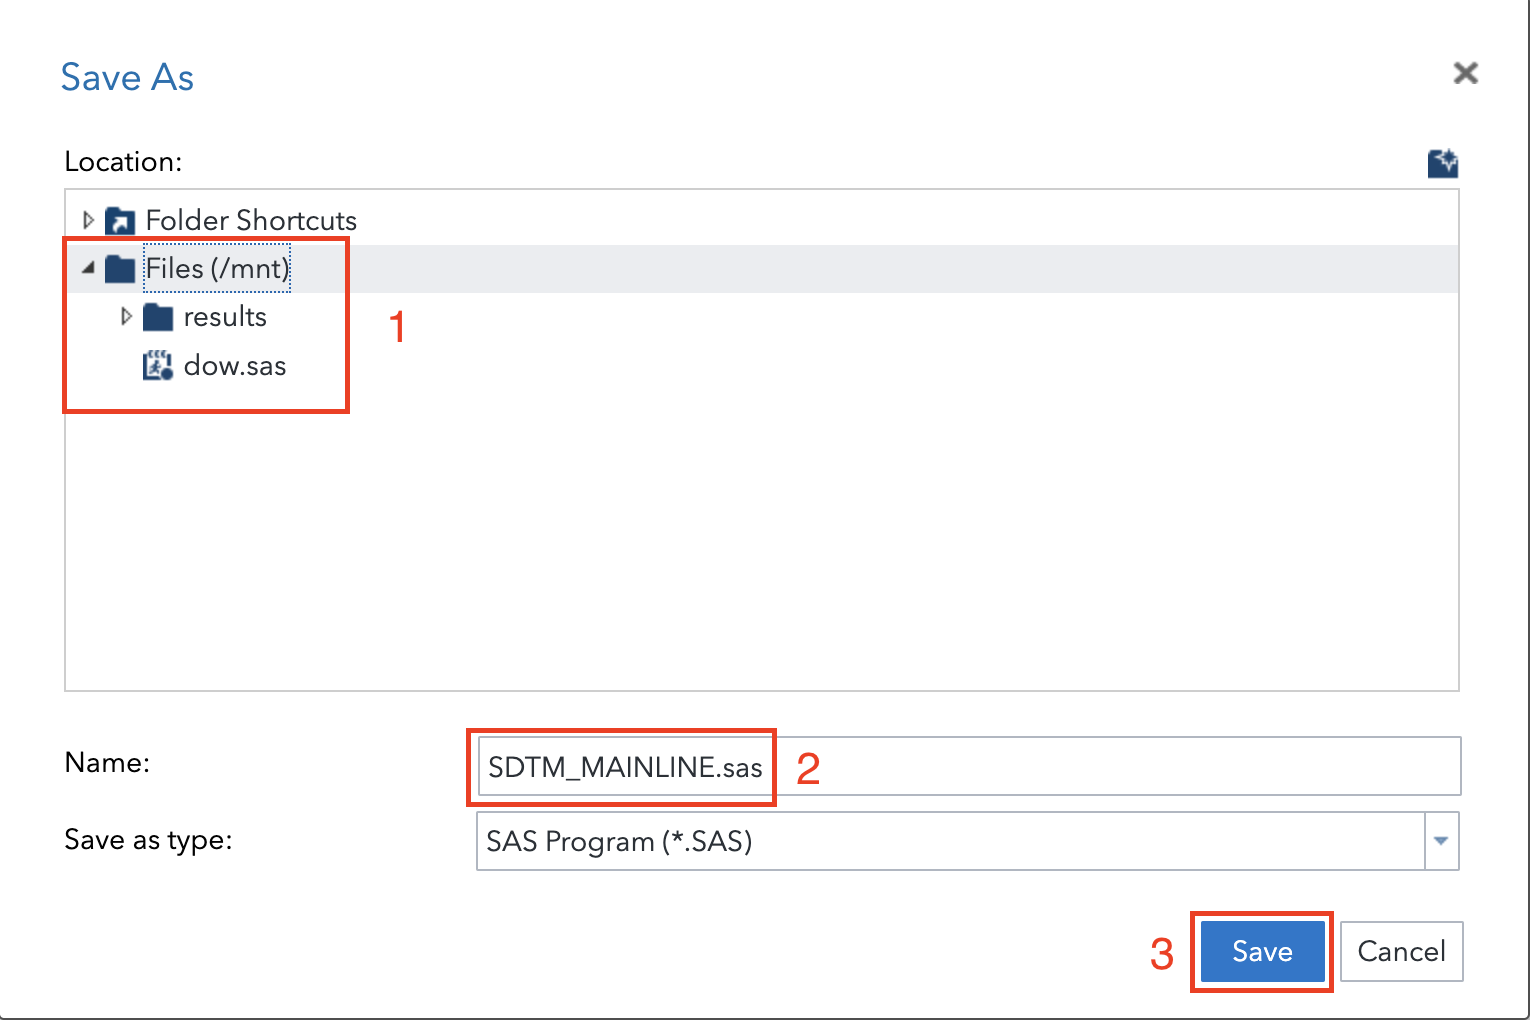 Save As
Location:
Folder Shortcuts
Files (/mnt)
results
1
dow.sas
Name:
SDTM_MAINLINE.sas
2
Save as type:
SAS Program (*.SAS)
3
Save
Cancel